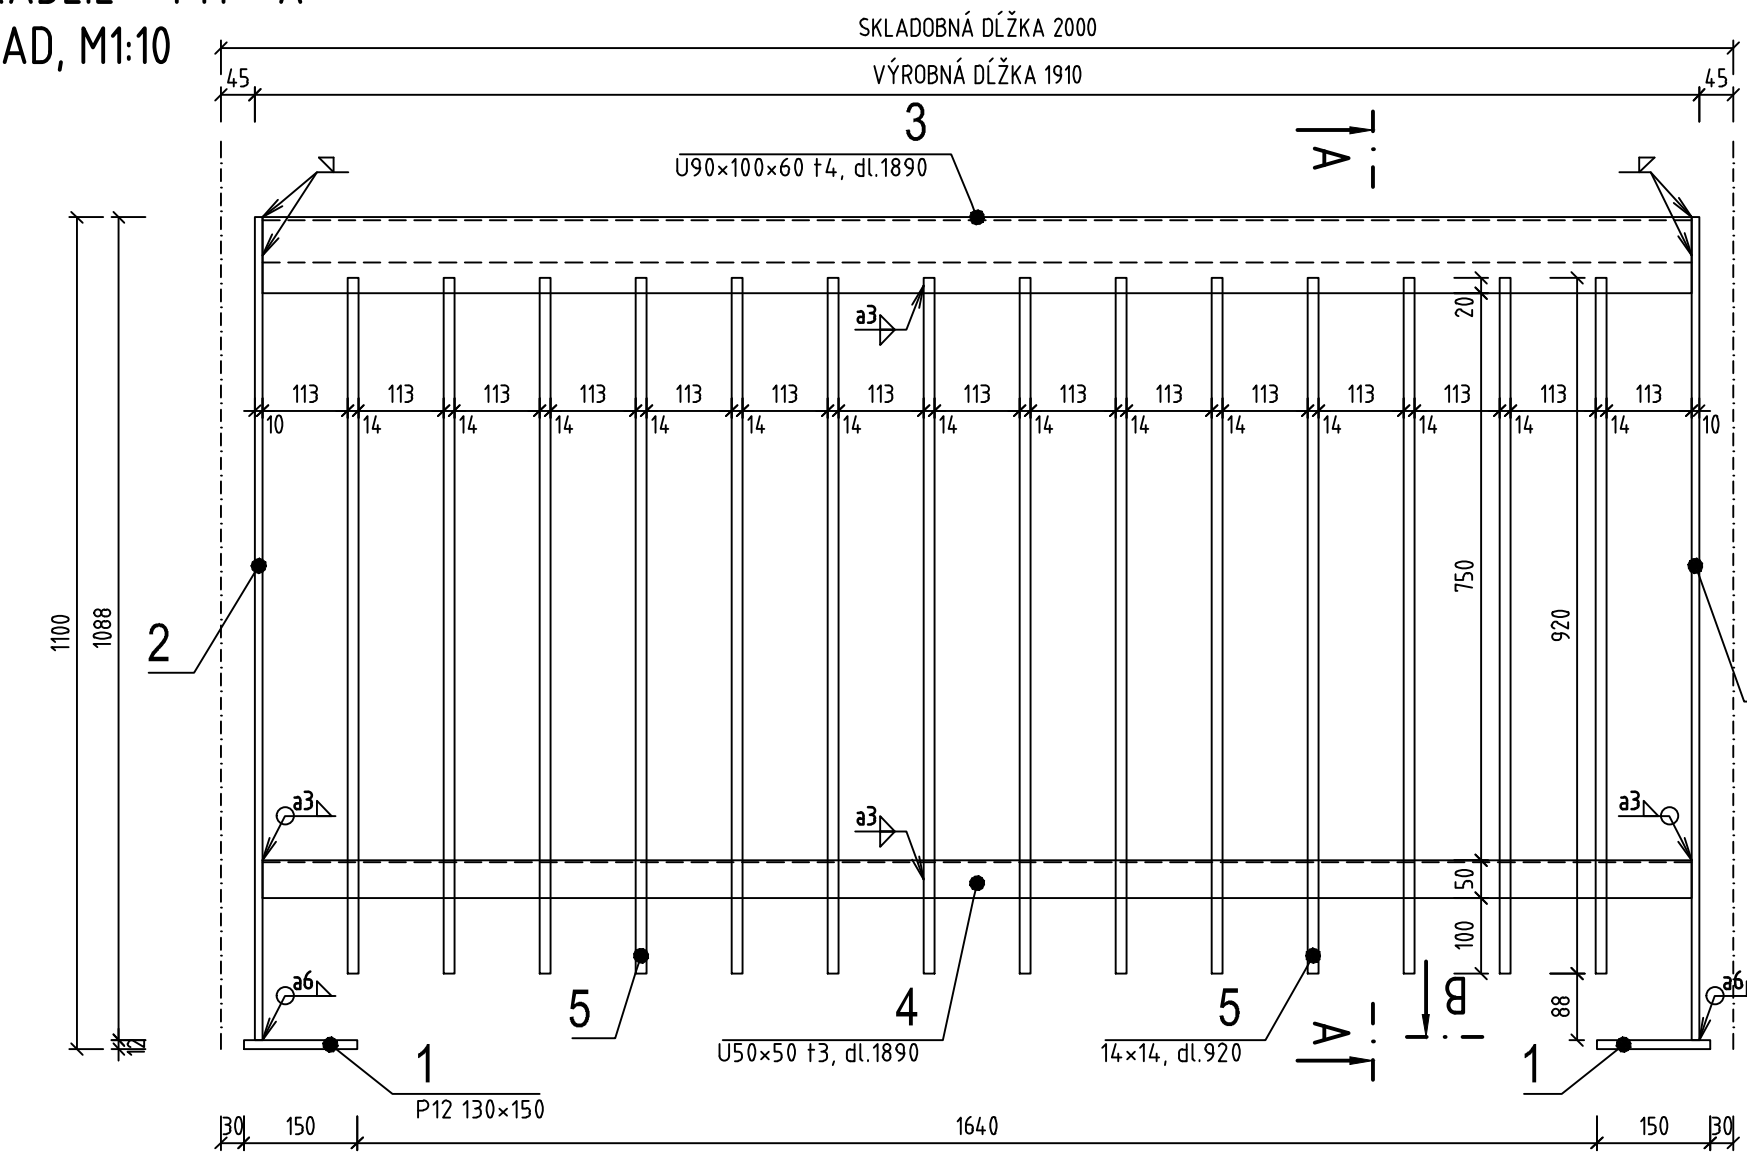 AD, M1:10
SKLADOBNÁ DĹŽKA 2000
45
VÝROBNÁ DĹŽKA 1910
45
3
U90×100×60 t4, dl.1890
A
a3
20
113 113 113 113 113 113 113 113 113 113 113 113 113 113 113
10 14 14 14 14 14 14 14 14 14 14 14 14 14 14 10
1100
1088
2
750
920
a3
a3
a3
50
100
a6
5
4
5
B
88
a6
A
U50×50 t3, dl.1890
14×14, dl.920
12
1
P12 130×150
1
30
150
1640
150
30